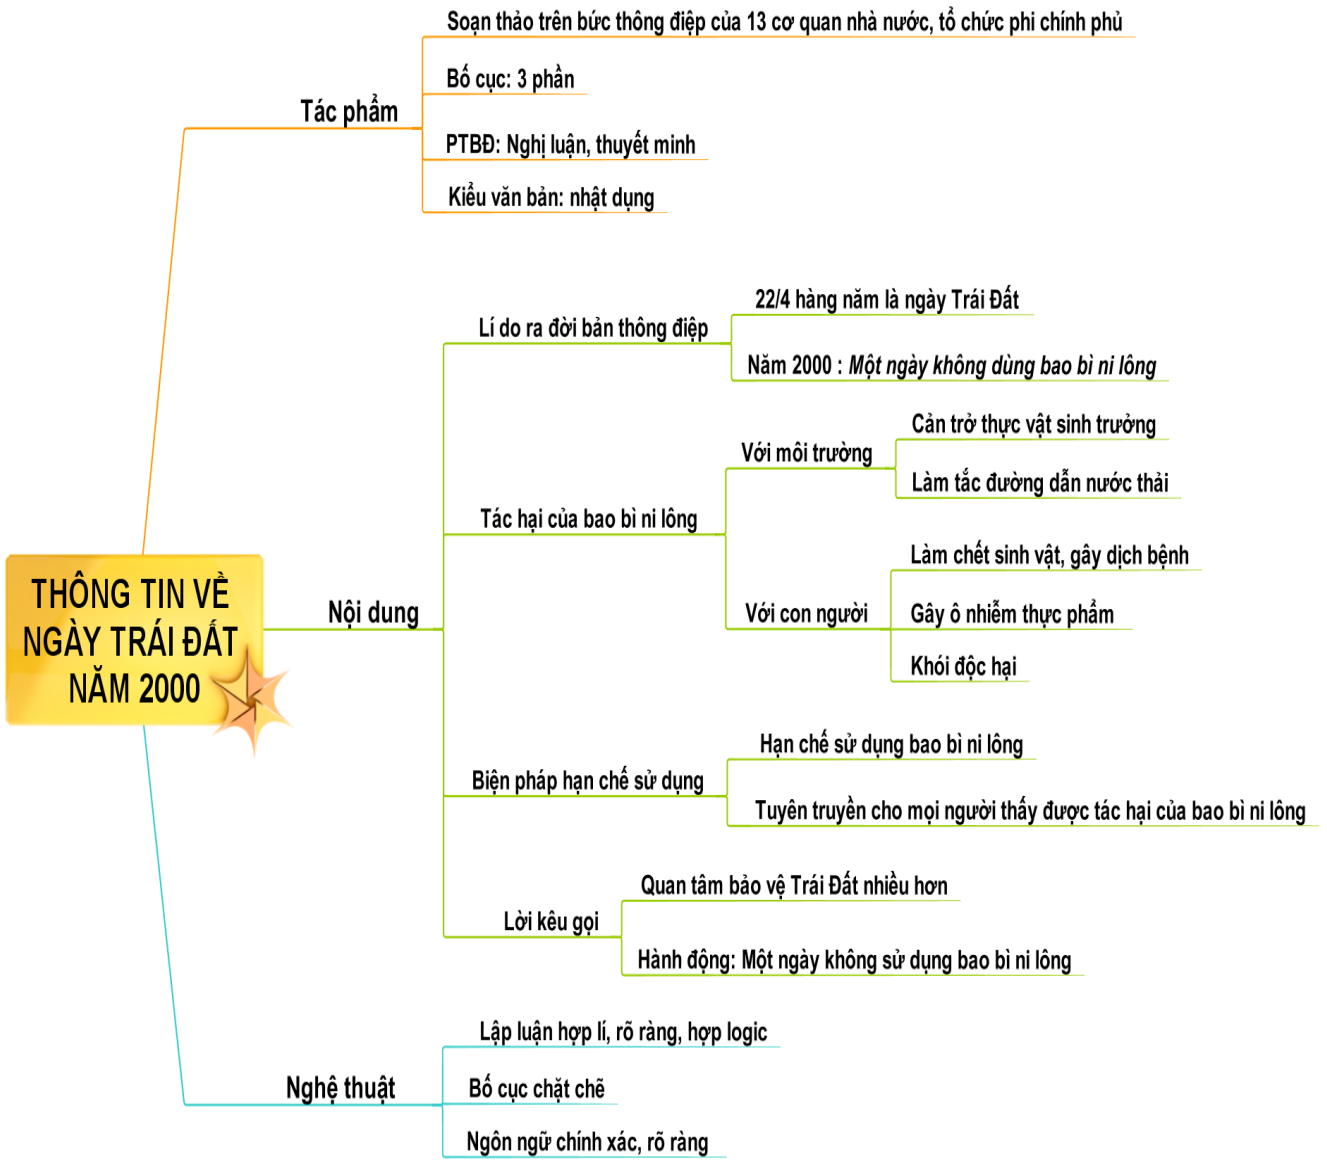 THÔNG TIN VỀ
NGÀY TRÁI ĐẤT
NĂM 2000
Tác phẩm
Soạn thảo trên bức thông điệp của 13 cơ quan nhà nước, tổ chức phi chính phủ
Bố cục: 3 phần
PTBĐ: Nghị luận, thuyết minh
Kiểu văn bản: nhật dụng
Nội dung
Lí do ra đời bản thông điệp
22/4 hàng năm là ngày Trái Đất
Năm 2000 : Một ngày không dùng bao bì ni lông
Tác hại của bao bì ni lông
Với môi trường
Cản trở thực vật sinh trưởng
Làm tắc đường dẫn nước thải
Với con người
Làm chết sinh vật, gây dịch bệnh
Gây ô nhiễm thực phẩm
Khói độc hại
Biện pháp hạn chế sử dụng
Hạn chế sử dụng bao bì ni lông
Tuyên truyền cho mọi người thấy được tác hại của bao bì ni lông
Lời kêu gọi
Quan tâm bảo vệ Trái Đất nhiều hơn
Hành động: Một ngày không sử dụng bao bì ni lông
Nghệ thuật
Lập luận hợp lí, rõ ràng, hợp logic
Bố cục chặt chẽ
Ngôn ngữ chính xác, rõ ràng